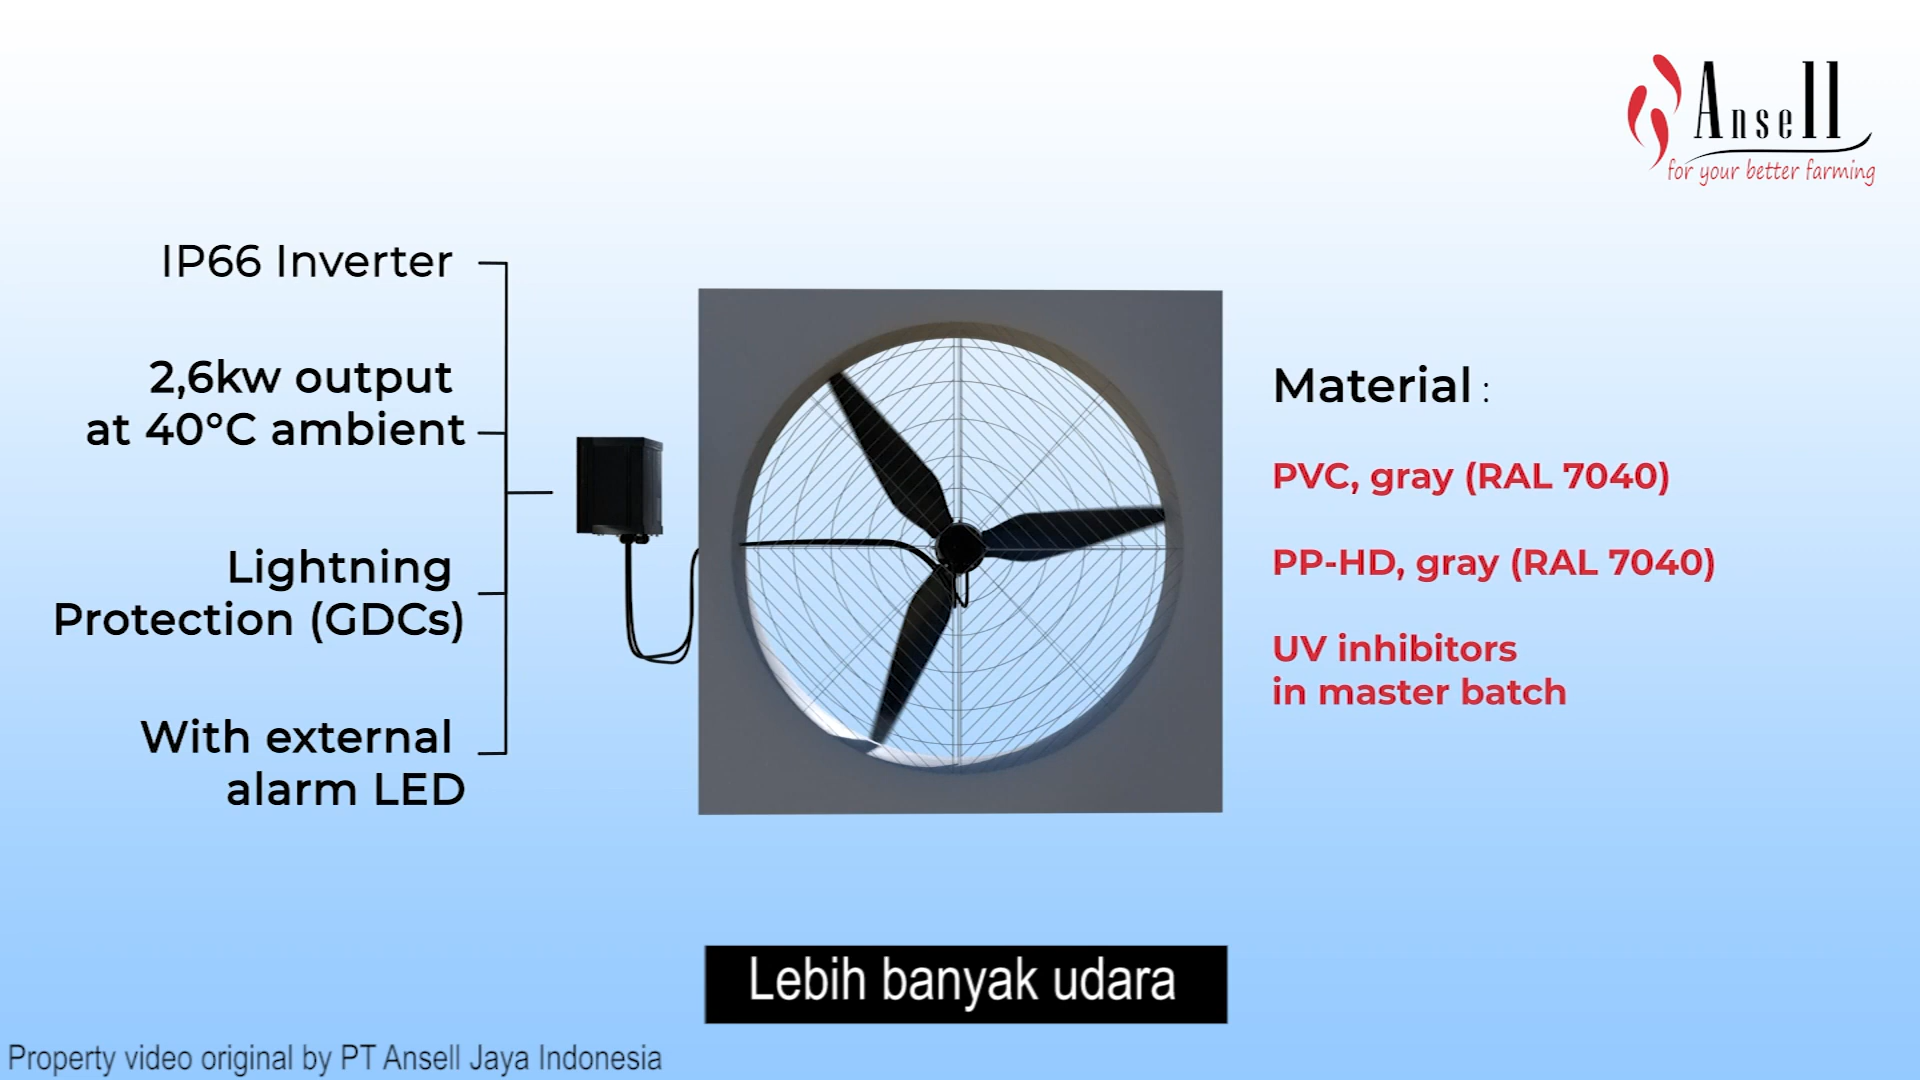 Ansell
for your better farming
IP66 Inverter
2,6kw output
at 40°C ambient
Lightning
Protection (GDCs)
With external
alarm LED
Material :
PVC, gray (RAL 7040)
PP-HD, gray (RAL 7040)
UV inhibitors
in master batch
Lebih banyak udara
Property video original by PT Ansell Jaya Indonesia